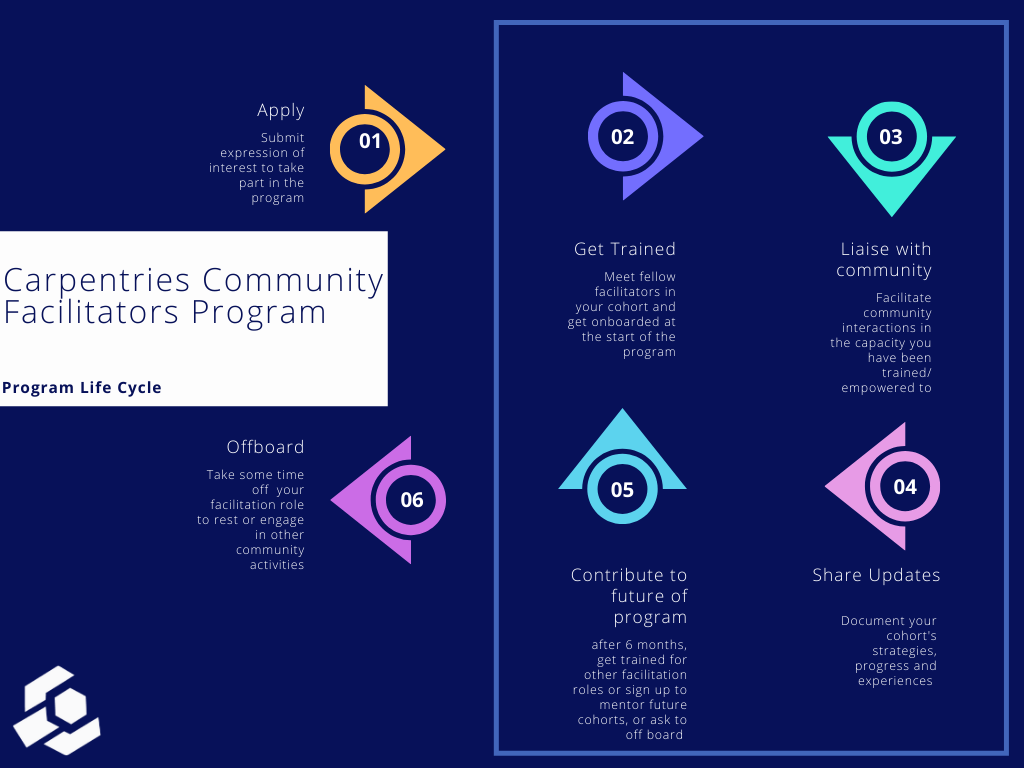 Carpentries Community
Facilitators Program
Program Life Cycle
01
Apply
Submit
expression of
interest to take
part in the
program
02
Get Trained
Meet fellow
facilitators in
your cohort and
get onboarded at
the start of the
program
03
Liaise with
community
Facilitate
community
interactions in
the capacity you
have been
trained/
empowered to
04
Share Updates
Document your
cohort's
strategies,
progress and
experiences
05
Contribute to
future of
program
after 6 months,
get trained for
other facilitation
roles or sign up to
mentor future
cohorts, or ask to
off board
06
Offboard
Take some time
off your
facilitation role
to rest or engage
in other
community
activities